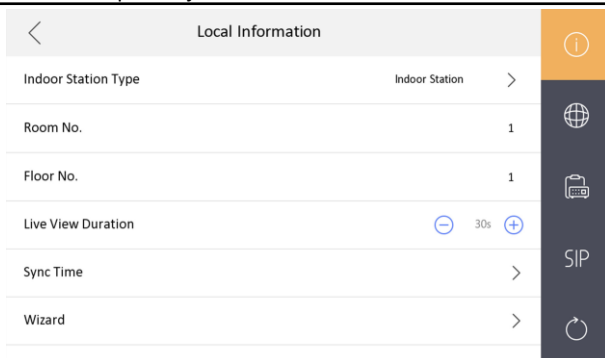 Local Information
Indoor Station Type Indoor Station
Room No. 1
Floor No. 1
Live View Duration 30s
Sync Time
SIP
Wizard